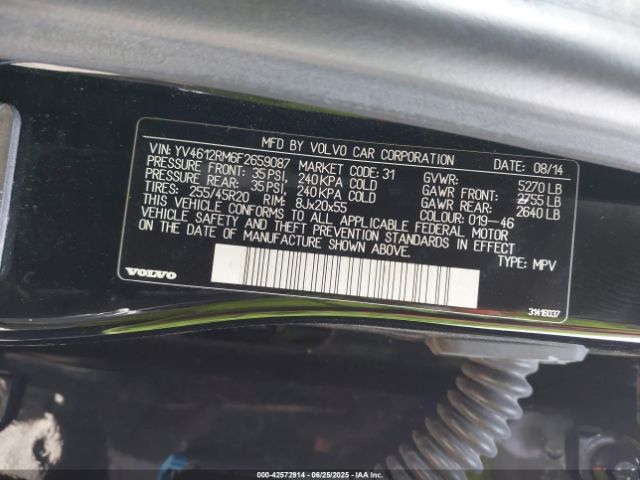 MFD BY VOLVO CAR CORPORATION
VIN: YV4612RM6F2659087 MARKET CODE: 31 DATE: 08/14
PRESSURE FRONT: 35 PSI, 240 KPA COLD GVWR: 5270 LB
PRESSURE REAR: 35 PSI, 240 KPA COLD GAWR FRONT: 2755 LB
TIRES: 255/45R20 RIM: 8Jx20x55 GAWR REAR: 2640 LB
THIS VEHICLE CONFORMS TO ALL APPLICABLE FEDERAL MOTOR COLOUR: 019-46
VEHICLE SAFETY AND THEFT PREVENTION STANDARDS IN EFFECT
ON THE DATE OF MANUFACTURE SHOWN ABOVE.
TYPE: MPV
VOLVO
31416037
000-42572914 - 06/25/2025 - IAAI.COM